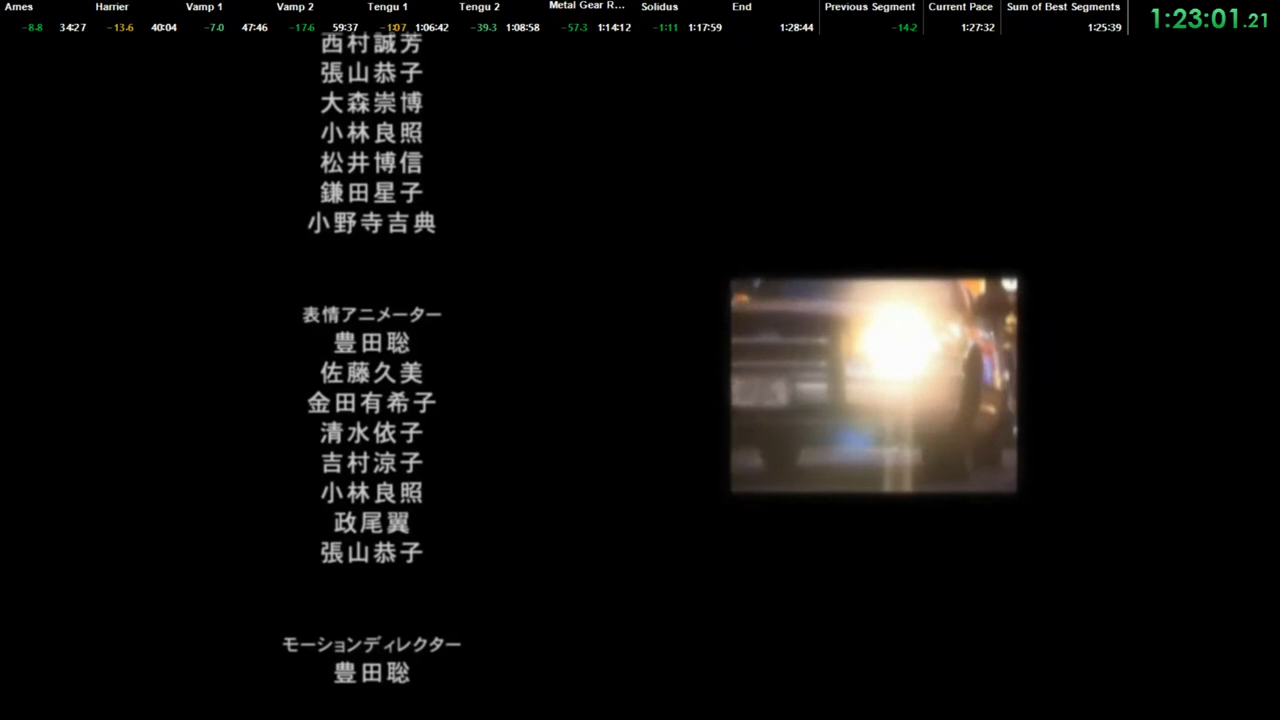 Ames Harrier Vamp 1 Vamp 2 Tengu 1 Tengu 2 Metal Gear R... Solidus End Previous Segment Current Pace Sum of Best Segments
-8.8 34:27 -13.6 40:04 -7.0 47:46 -17.6 59:37 -1:07 1:06:42 -39.3 1:08:58 -57.3 1:14:12 -1:11 1:17:59 1:28:44 -14.2 1:27:32 1:25:39
1:23:01.21
西村誠芳
張山恭子
大森崇博
小林良照
松井博信
鎌田星子
小野寺吉典
表情アニメーター
豊田聡
佐藤久美
金田有希子
清水依子
吉村涼子
小林良照
政尾翼
張山恭子
モーションディレクター
豊田聡